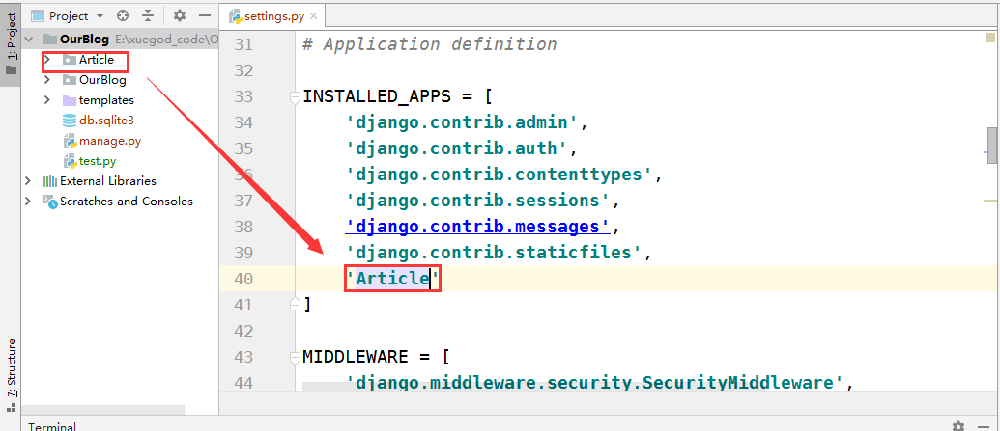 1: Project
Project
settings.py
OurBlog E:\xuegod_code\O
Article
OurBlog
templates
db.sqlite3
manage.py
test.py
External Libraries
Scratches and Consoles
31 # Application definition
32
33 INSTALLED_APPS = [
34 'django.contrib.admin',
35 'django.contrib.auth',
36 'django.contrib.contenttypes',
37 'django.contrib.sessions',
38 'django.contrib.messages',
39 'django.contrib.staticfiles',
40 'Article'
41 ]
42
43 MIDDLEWARE = [
44 'django.middleware.security.SecurityMiddleware',
7: Structure
Terminal